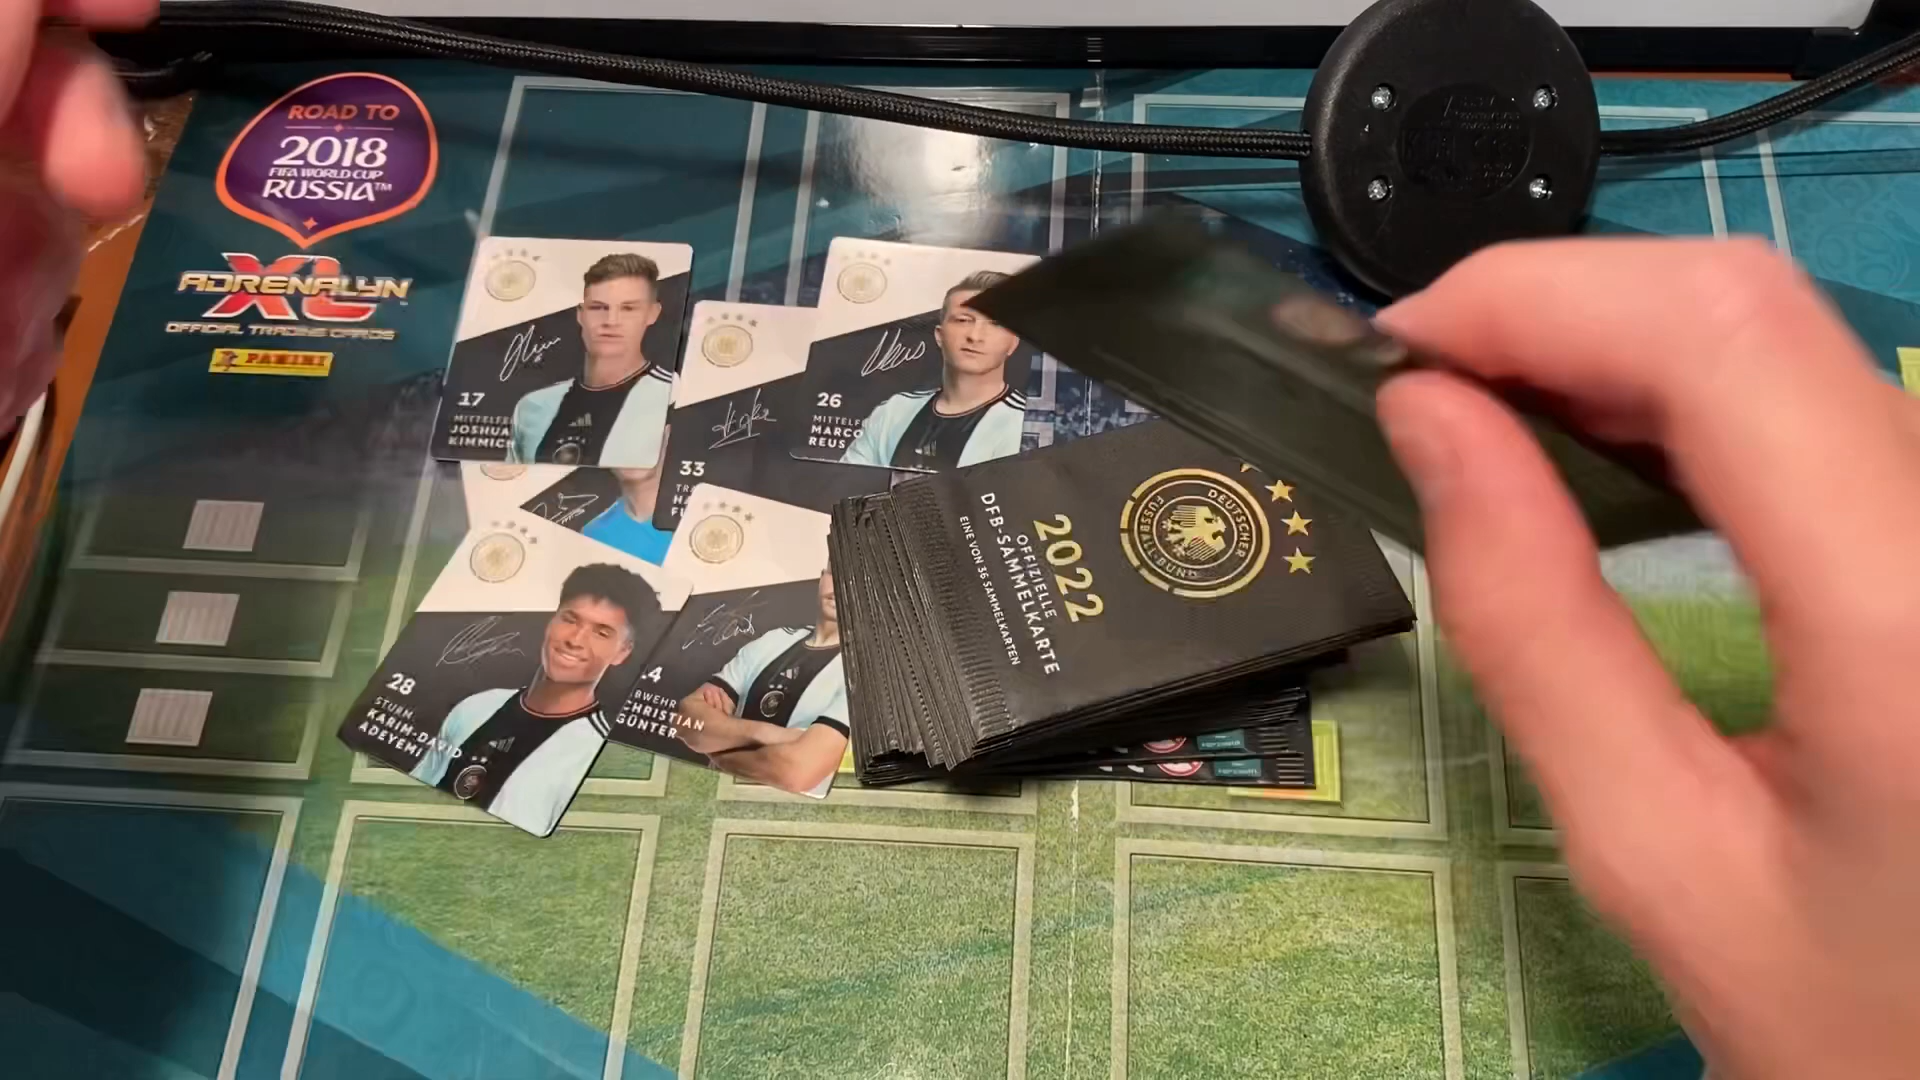 ROAD TO
2018
FIFA WORLD CUP
RUSSIA™
ADRENALYN
XL
OFFICIAL TRADING CARDS
PANINI
17
JOSHUA
KIMMICH
33
26
MARCO
REUS
28
STURM
KARIM-DAVID
ADEYEMI
CHRISTIAN
GÜNTER
2022
OFFIZIELLE
DFB-SAMMELKARTE
EINE VON 36 SAMMELKARTEN
DEUTSCHER
FUSSBALL-BUND